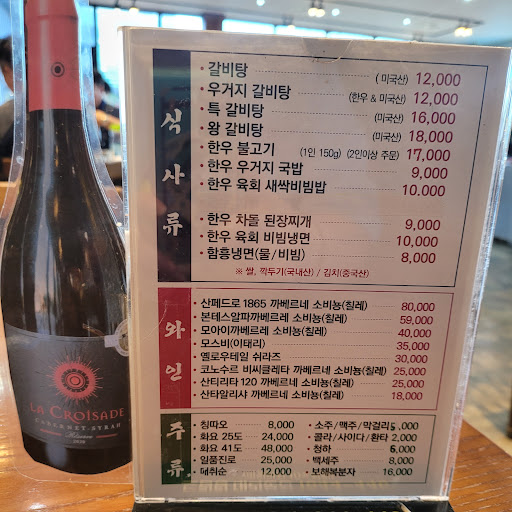 식사류
· 갈비탕 (미국산) 12,000
· 우거지 갈비탕 (한우 & 미국산) 12,000
· 특 갈비탕 (미국산) 16,000
· 왕 갈비탕 (미국산) 18,000
· 한우 불고기 (1인 150g) (2인이상 주문) 17,000
· 한우 우거지 국밥 9,000
· 한우 육회 새싹비빔밥 10,000
· 한우 차돌 된장찌개 9,000
· 한우 육회 비빔냉면 10,000
· 함흥냉면(물/비빔) 8,000
※ 쌀, 깍두기(국내산) / 김치(중국산)
와인
· 산페드로 1865 까베르네 소비뇽(칠레) 80,000
· 본테스알파까베르네 소비뇽(칠레) 59,000
· 모아이까베르레 소비뇽(칠레) 40,000
· 모스비(이태리) 35,000
· 옐로우테일 쉬라즈 30,000
· 코노수르 비씨클레타 까베르네 소비뇽(칠레) 25,000
· 산티리타 120 까베르네 소비뇽(칠레) 25,000
· 산타알리샤 까베르네 소비뇽(칠레) 18,000
주류
· 칭따오 8,000
· 화요 25도 24,000
· 화요 41도 48,000
· 일품진로 25,000
· 매취순 12,000
· 소주/맥주/막걸리 5,000
· 콜라/사이다/환타 2,000
· 청하 6,000
· 백세주 8,000
· 보해복분자 16,000
LA CROISADE
CABERNET-SYRAH
Réserve